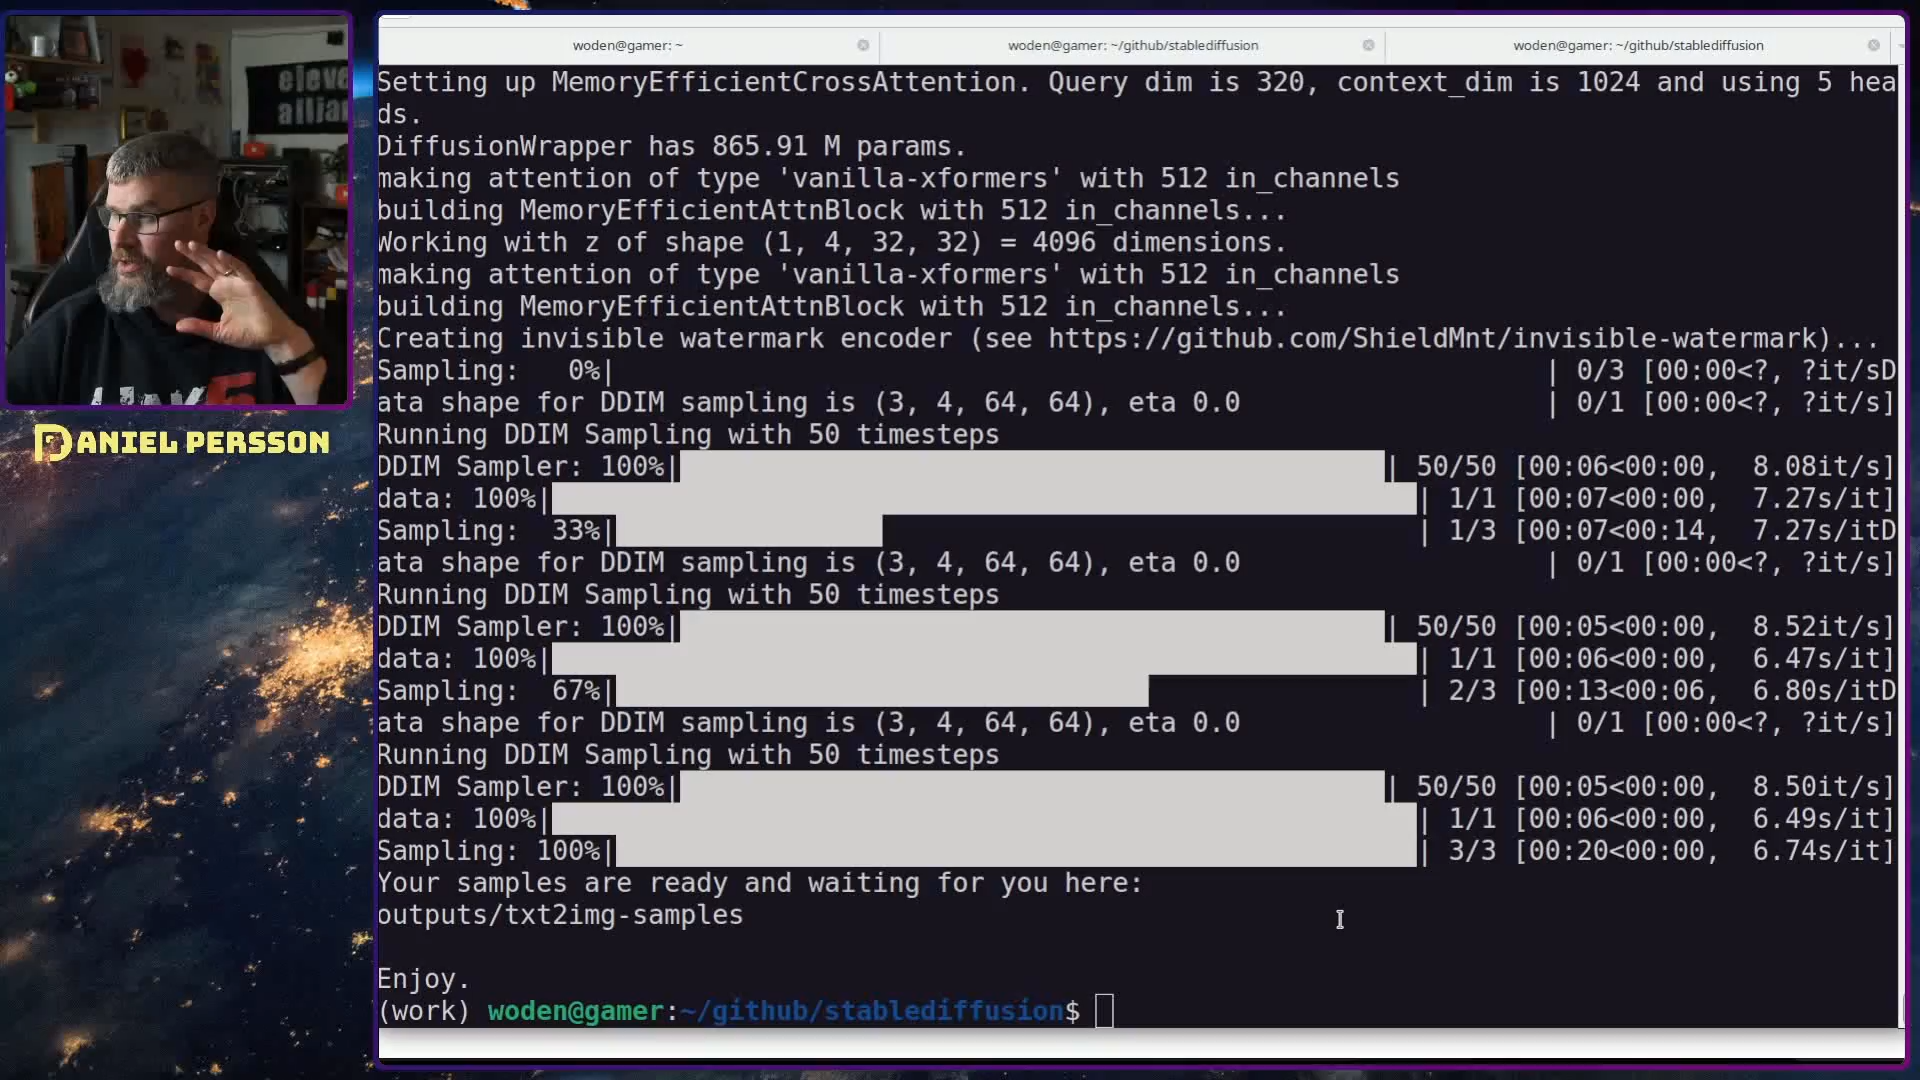 woden@gamer: ~
woden@gamer: ~/github/stablediffusion
woden@gamer: ~/github/stablediffusion
Setting up MemoryEfficientCrossAttention. Query dim is 320, context_dim is 1024 and using 5 hea
ds.
DiffusionWrapper has 865.91 M params.
making attention of type 'vanilla-xformers' with 512 in_channels
building MemoryEfficientAttnBlock with 512 in_channels...
Working with z of shape (1, 4, 32, 32) = 4096 dimensions.
making attention of type 'vanilla-xformers' with 512 in_channels
building MemoryEfficientAttnBlock with 512 in_channels...
Creating invisible watermark encoder (see https://github.com/ShieldMnt/invisible-watermark)...
Sampling:   0%| | 0/3 [00:00<?, ?it/sD
ata shape for DDIM sampling is (3, 4, 64, 64), eta 0.0 | 0/1 [00:00<?, ?it/s]
Running DDIM Sampling with 50 timesteps
DDIM Sampler: 100%| | 50/50 [00:06<00:00,  8.08it/s]
data: 100%| | 1/1 [00:07<00:00,  7.27s/it]
Sampling:  33%| | 1/3 [00:07<00:14,  7.27s/itD
ata shape for DDIM sampling is (3, 4, 64, 64), eta 0.0 | 0/1 [00:00<?, ?it/s]
Running DDIM Sampling with 50 timesteps
DDIM Sampler: 100%| | 50/50 [00:05<00:00,  8.52it/s]
data: 100%| | 1/1 [00:06<00:00,  6.47s/it]
Sampling:  67%| | 2/3 [00:13<00:06,  6.80s/itD
ata shape for DDIM sampling is (3, 4, 64, 64), eta 0.0 | 0/1 [00:00<?, ?it/s]
Running DDIM Sampling with 50 timesteps
DDIM Sampler: 100%| | 50/50 [00:05<00:00,  8.50it/s]
data: 100%| | 1/1 [00:06<00:00,  6.49s/it]
Sampling: 100%| | 3/3 [00:20<00:00,  6.74s/it]
Your samples are ready and waiting for you here:
outputs/txt2img-samples
Enjoy.
(work) woden@gamer:~/github/stablediffusion$
eleve
allia
DANIEL PERSSON